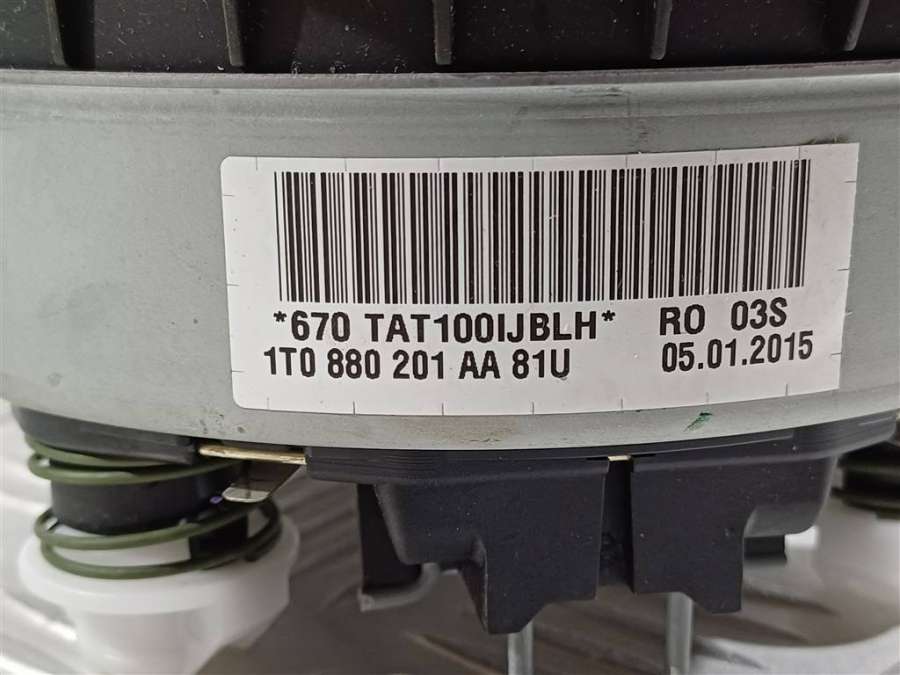 *670 TAT100IJBLH* RO 03S
1T0 880 201 AA 81U 05.01.2015